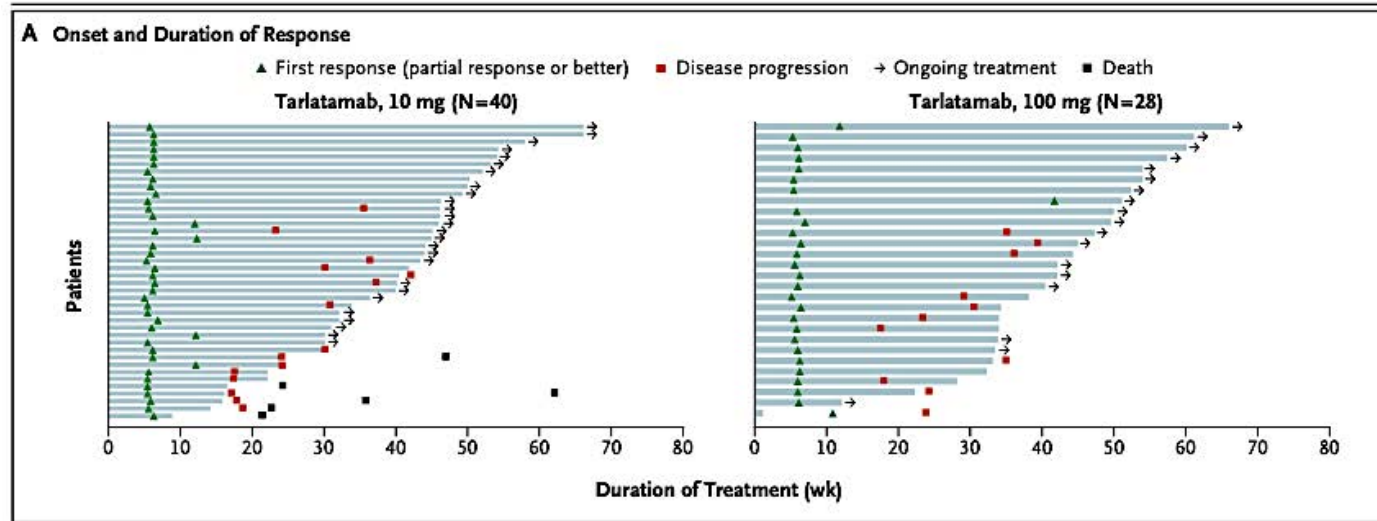 A Onset and Duration of Response
First response (partial response or better) Disease progression Ongoing treatment Death
Tarlatamab, 10 mg (N=40) Tarlatamab, 100 mg (N=28)
Patients
0 10 20 30 40 50 60 70 80 0 10 20 30 40 50 60 70 80
Duration of Treatment (wk)